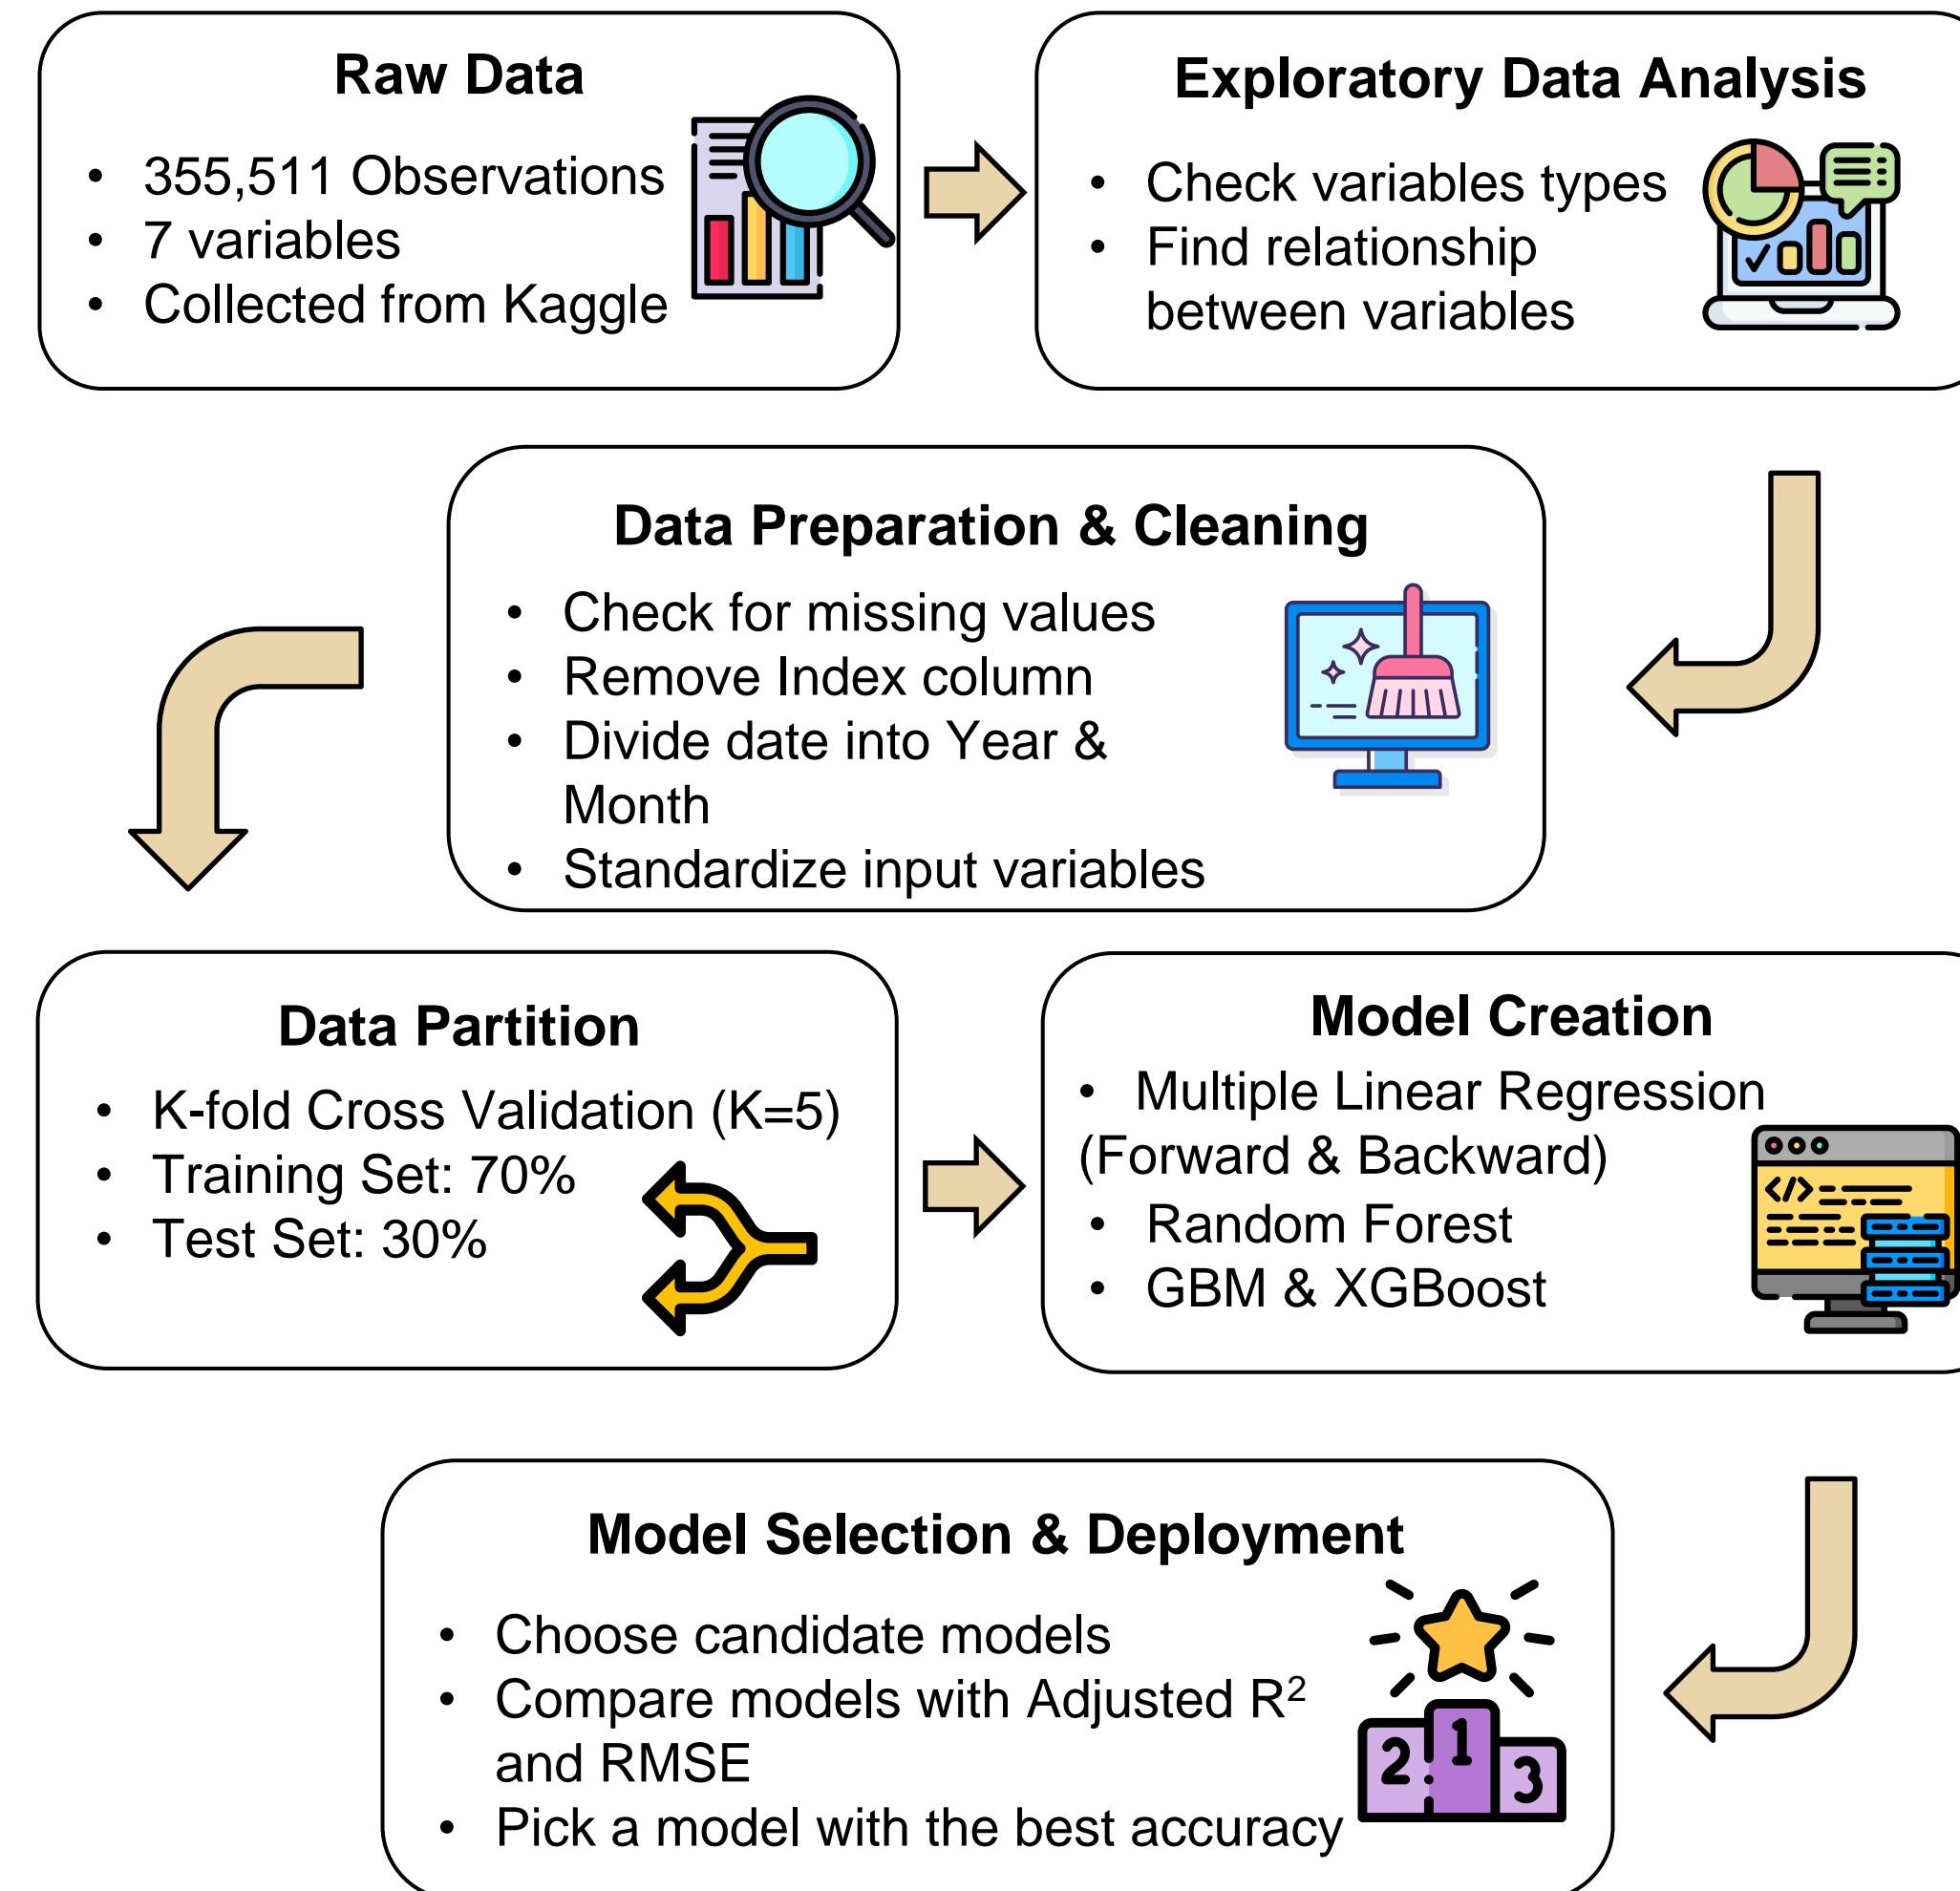 Raw Data
• 355,511 Observations
• 7 variables
• Collected from Kaggle
Exploratory Data Analysis
• Check variables types
• Find relationship
between variables
Data Preparation & Cleaning
• Check for missing values
• Remove Index column
• Divide date into Year &
Month
• Standardize input variables
Data Partition
• K-fold Cross Validation (K=5)
• Training Set: 70%
• Test Set: 30%
Model Creation
• Multiple Linear Regression
(Forward & Backward)
• Random Forest
• GBM & XGBoost
</>
Model Selection & Deployment
• Choose candidate models
• Compare models with Adjusted R²
and RMSE
• Pick a model with the best accuracy
2 1 3